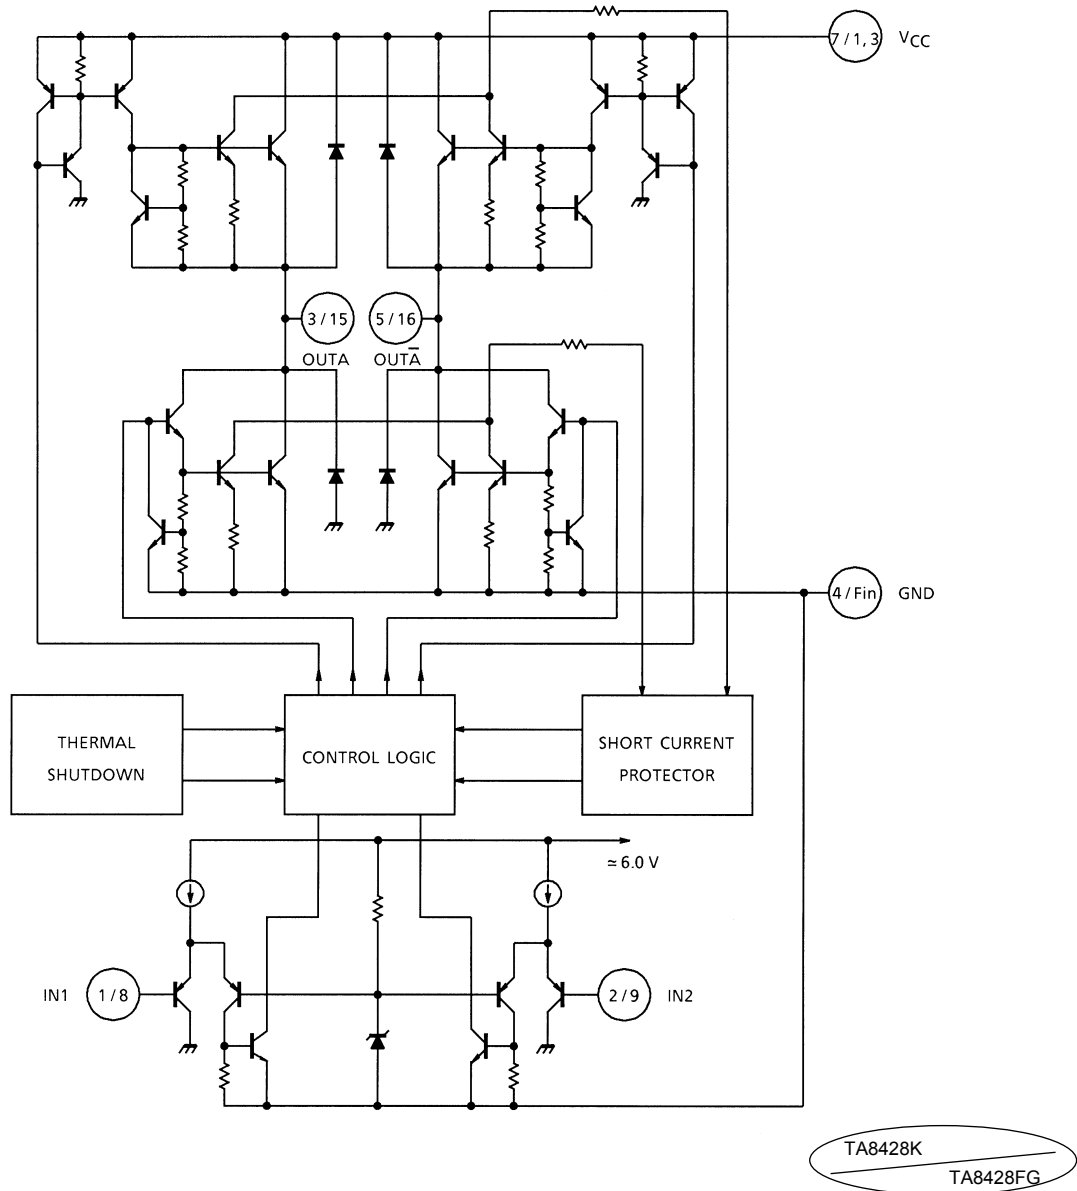 7 / 1, 3 VCC
3 / 15 5 / 16
OUTA OUTA̅
4 / Fin GND
THERMAL
SHUTDOWN
CONTROL LOGIC
SHORT CURRENT
PROTECTOR
≃ 6.0 V
IN1 1 / 8 2 / 9 IN2
TA8428K
TA8428FG